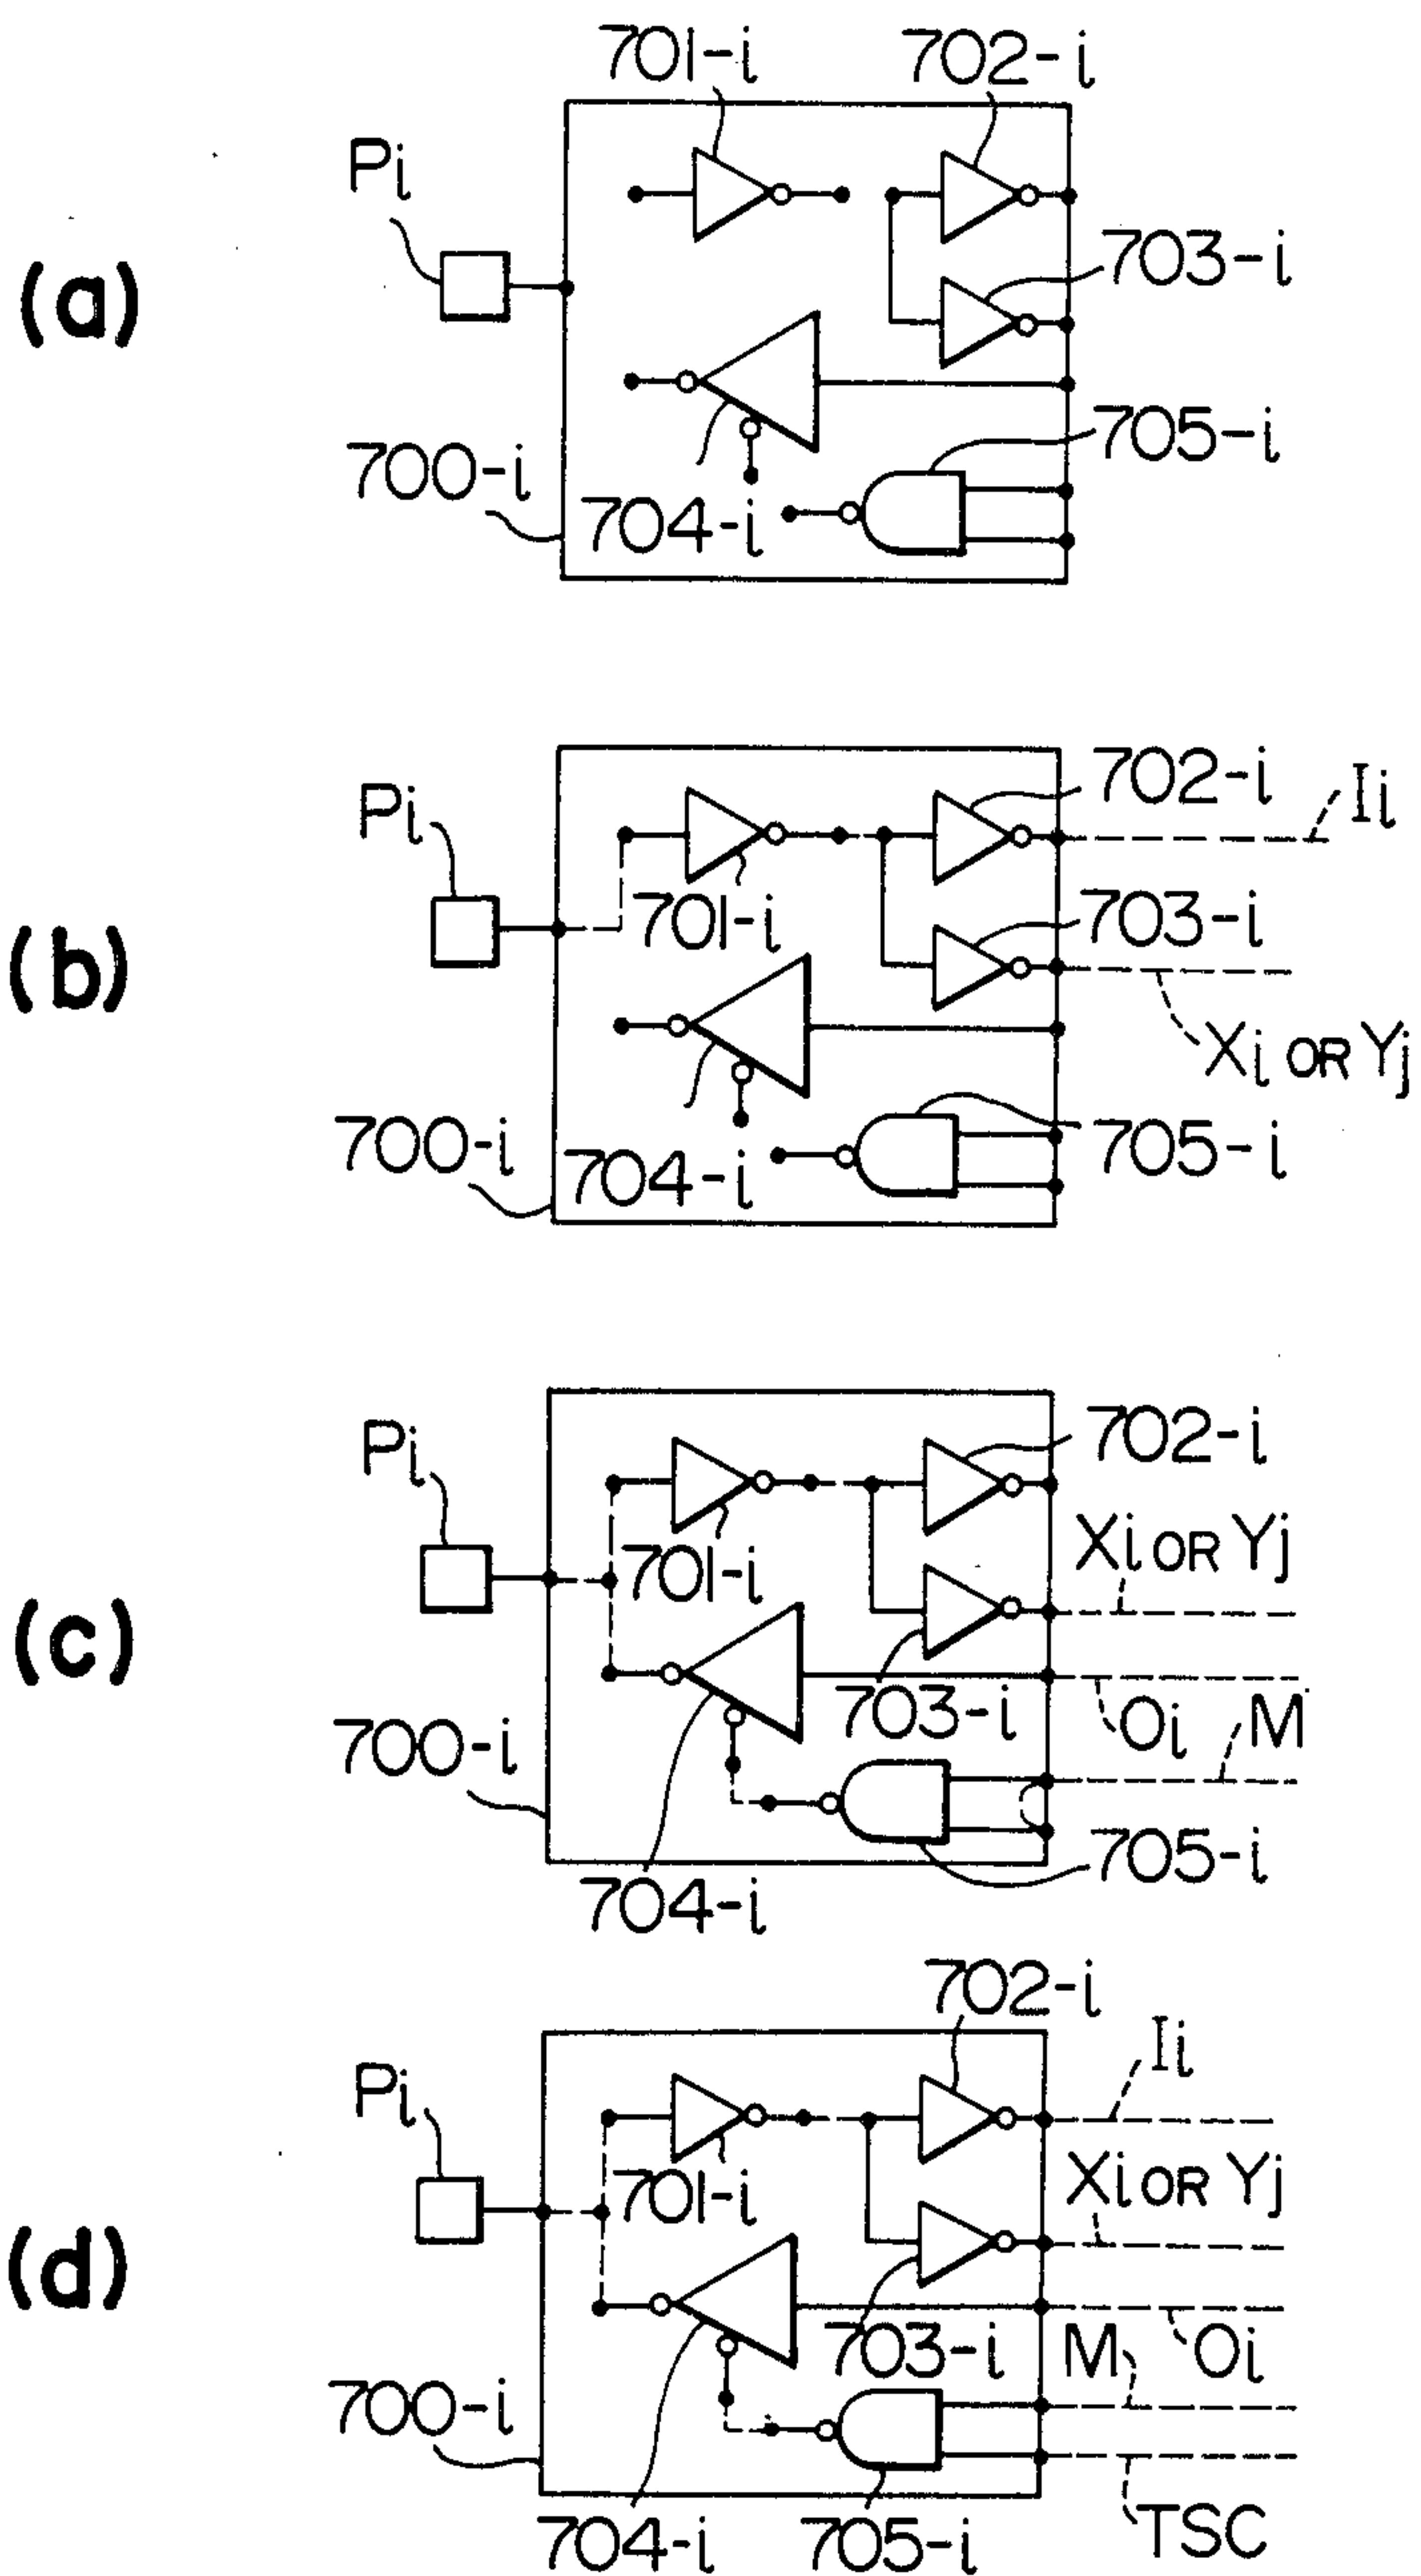 701-i 702-i
Pi
(a)
703-i
705-i
700-i
704-i
702-i Ii
Pi
701-i 703-i
(b)
Xi OR Yj
700-i 704-i 705-i
702-i
Pi
Xi OR Yj
701-i
(c)
703-i Oi M
700-i
705-i
704-i
702-i
Ii
Pi
Xi OR Yj
701-i
(d)
703-i M Oi
700-i
704-i 705-i TSC